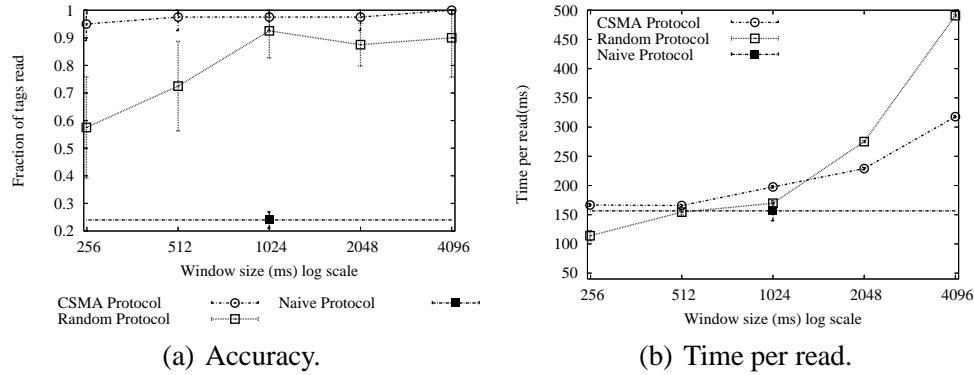 1
0.9
0.8
0.7
0.6
0.5
0.4
0.3
0.2
Fraction of tags read
256 512 1024 2048 4096
Window size (ms) log scale
CSMA Protocol
Random Protocol
Naive Protocol
(a) Accuracy.
500
450
400
350
300
250
200
150
100
50
Time per read(ms)
CSMA Protocol
Random Protocol
Naive Protocol
256 512 1024 2048 4096
Window size (ms) log scale
(b) Time per read.